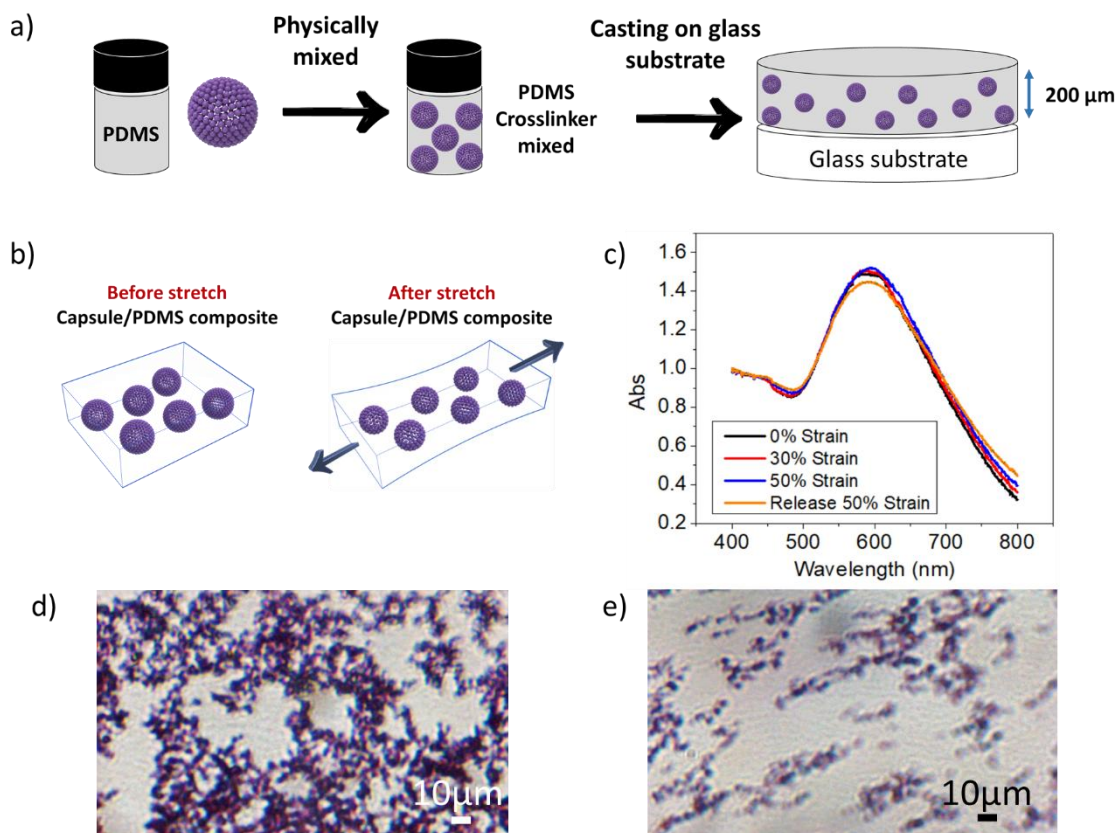 a)
Physically
mixed
Casting on glass
substrate
PDMS
PDMS
Crosslinker
mixed
200 μm
Glass substrate
b)
Before stretch
Capsule/PDMS composite
After stretch
Capsule/PDMS composite
c)
1.6
1.4
1.2
1.0
0.8
0.6
0.4
0.2
Abs
0% Strain
30% Strain
50% Strain
Release 50% Strain
400 500 600 700 800
Wavelength (nm)
d)
10μm
e)
10μm